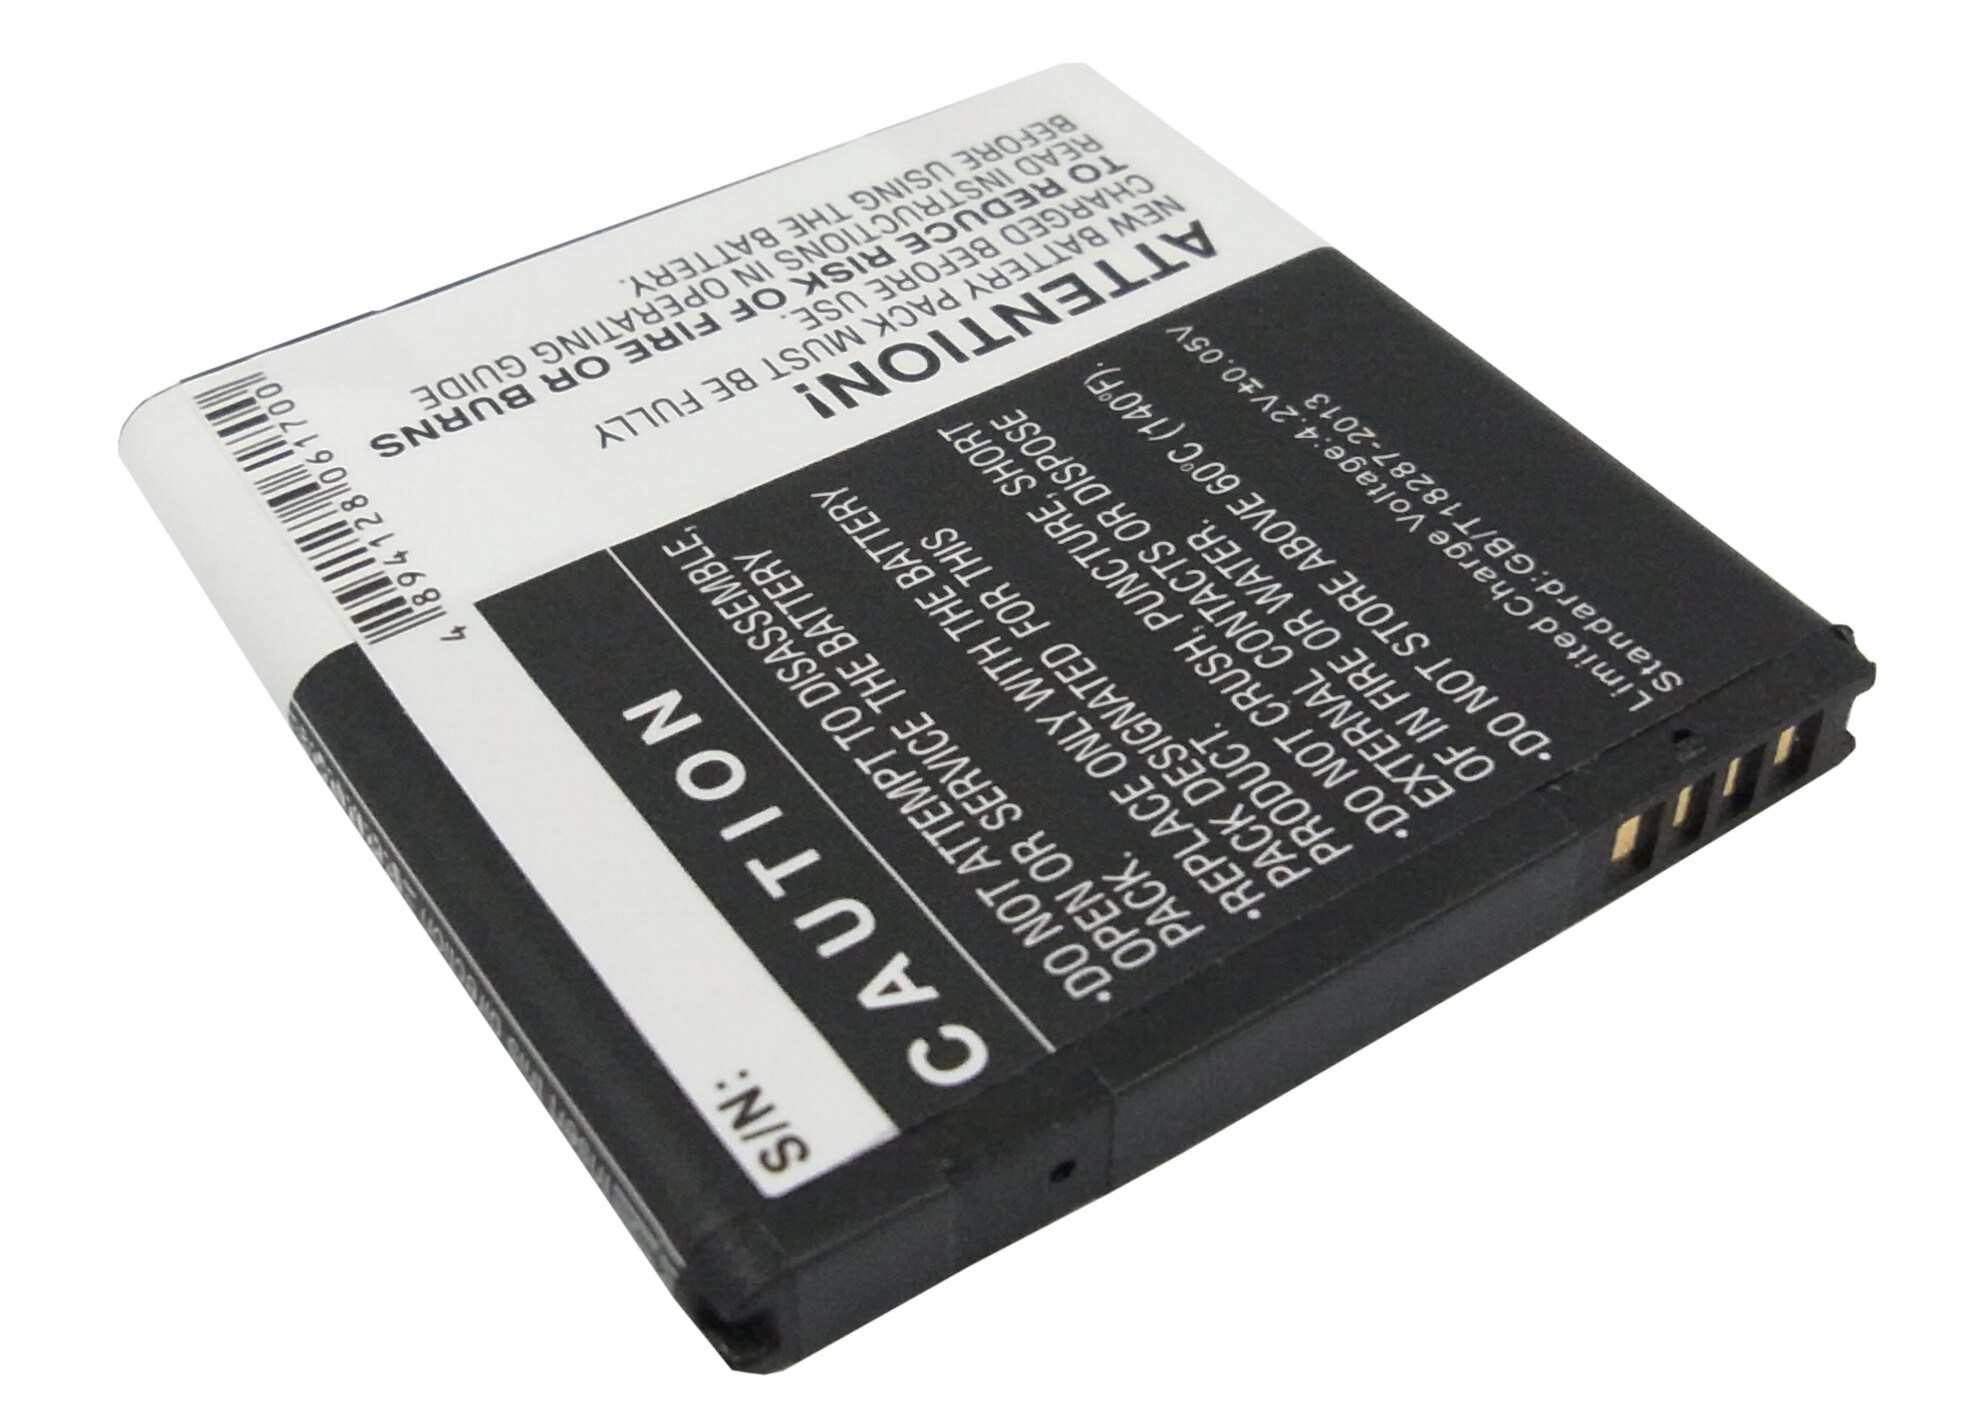 ATTENTION!
NEW BATTERY PACK MUST BE FULLY
CHARGED BEFORE USE.
TO REDUCE RISK OF FIRE OR BURNS
READ INSTRUCTIONS IN OPERATING GUIDE
BEFORE USING THE BATTERY.
4 894128 061700
S/N:
CAUTION
•DO NOT ATTEMPT TO DISASSEMBLE,
OPEN OR SERVICE THE BATTERY
PACK.
•REPLACE ONLY WITH THE BATTERY
PACK DESIGNATED FOR THIS
PRODUCT.
•DO NOT CRUSH, PUNCTURE, SHORT
EXTERNAL CONTACTS OR DISPOSE
OF IN FIRE OR WATER.
•DO NOT STORE ABOVE 60°C (140°F).
Limited Charge Voltage:4.2V±0.05V
Standard:GB/T18287-2013